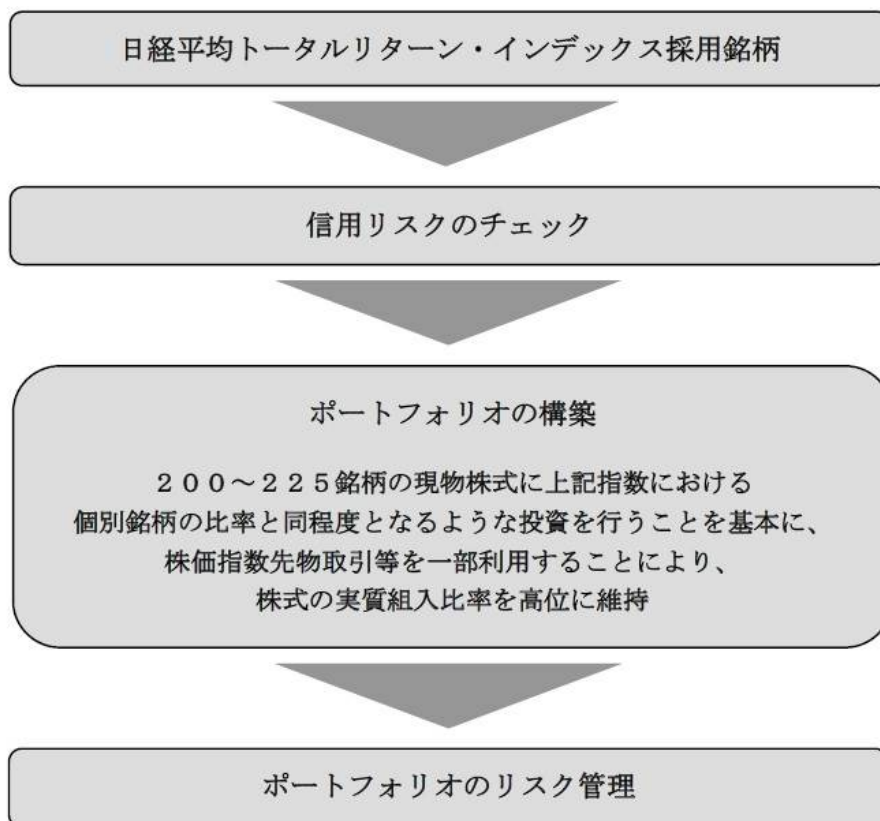 日経平均トータルリターン・インデックス採用銘柄
信用リスクのチェック
ポートフォリオの構築
２００～２２５銘柄の現物株式に上記指数における
個別銘柄の比率と同程度となるような投資を行うことを基本に、
株価指数先物取引等を一部利用することにより、
株式の実質組入比率を高位に維持
ポートフォリオのリスク管理